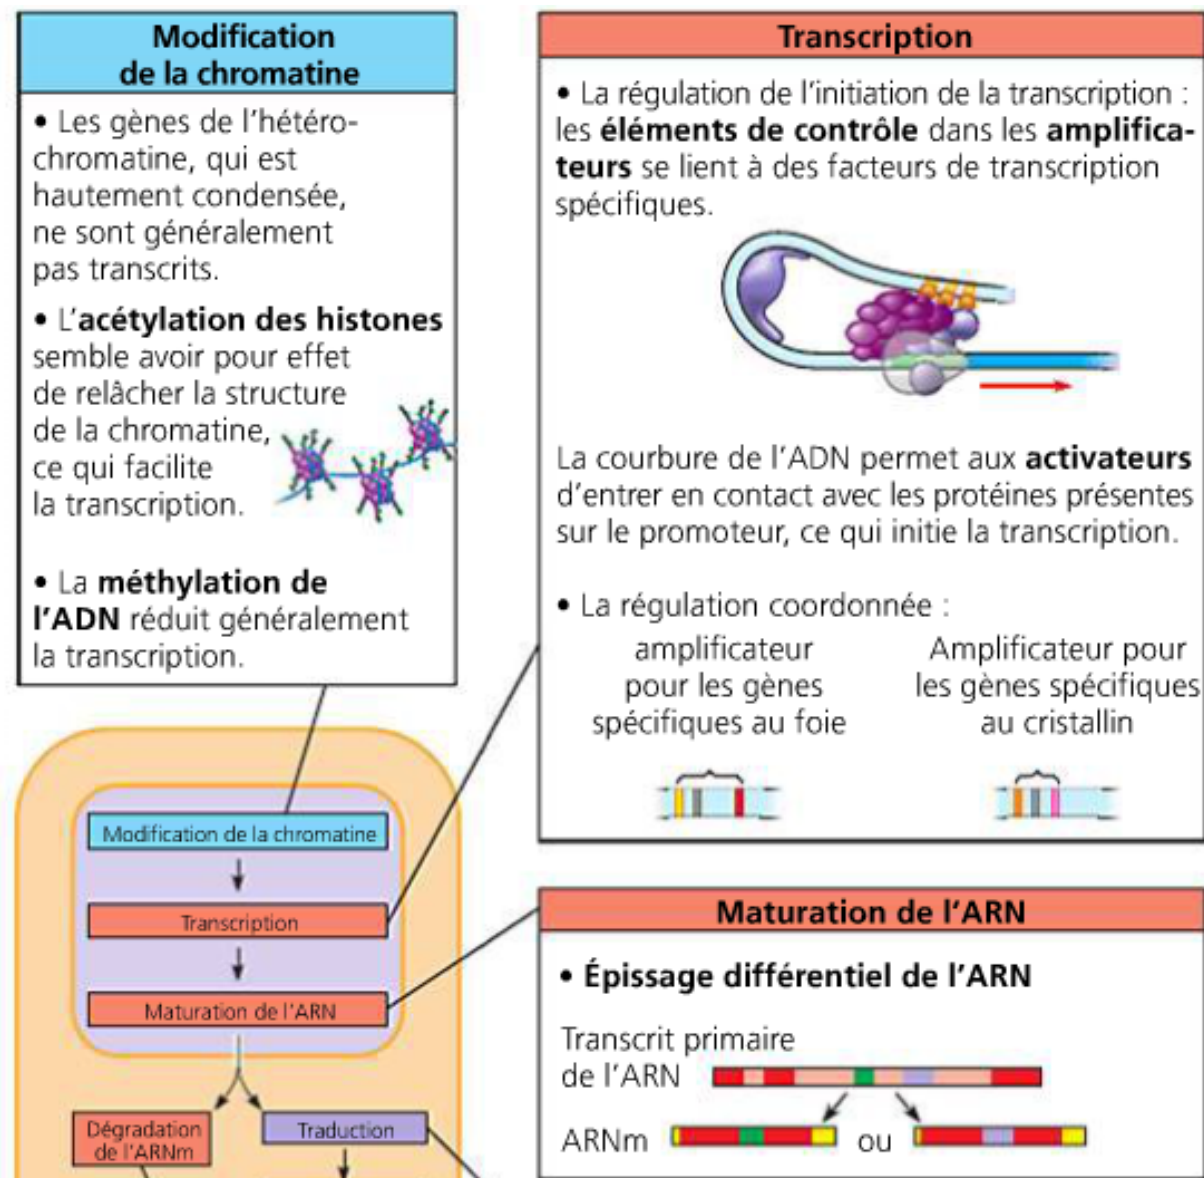 Modification
de la chromatine
• Les gènes de l'hétéro-
chromatine, qui est
hautement condensée,
ne sont généralement
pas transcrits.
• L'acétylation des histones
semble avoir pour effet
de relâcher la structure
de la chromatine,
ce qui facilite
la transcription.
• La méthylation de
l'ADN réduit généralement
la transcription.
Transcription
• La régulation de l'initiation de la transcription :
les éléments de contrôle dans les amplifica-
teurs se lient à des facteurs de transcription
spécifiques.
La courbure de l'ADN permet aux activateurs
d'entrer en contact avec les protéines présentes
sur le promoteur, ce qui initie la transcription.
• La régulation coordonnée :
amplificateur
pour les gènes
spécifiques au foie
Amplificateur pour
les gènes spécifiques
au cristallin
Modification de la chromatine
Transcription
Maturation de l'ARN
Dégradation
de l'ARNm
Traduction
Maturation de l'ARN
• Épissage différentiel de l'ARN
Transcrit primaire
de l'ARN
ARNm
ou